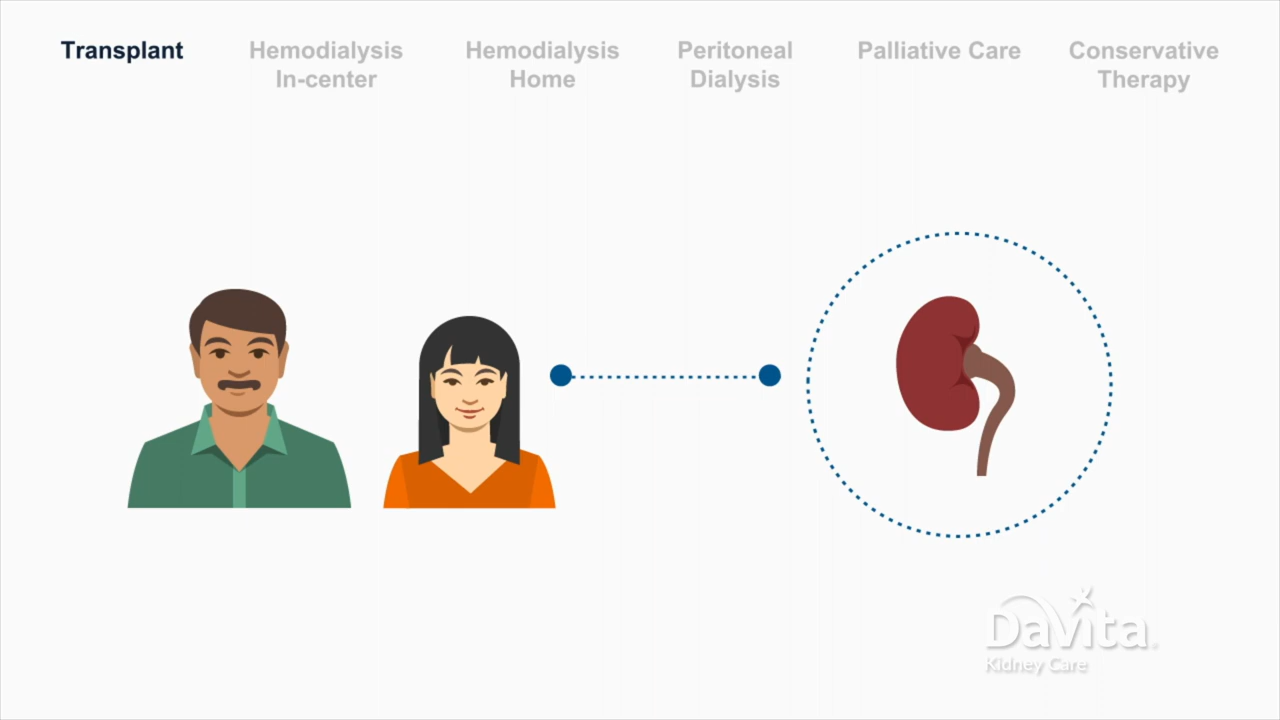 Transplant
Hemodialysis
In-center
Hemodialysis
Home
Peritoneal
Dialysis
Palliative Care
Conservative
Therapy
DaVita®
Kidney Care